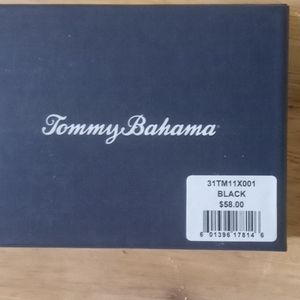 Tommy Bahama
31TM11X001
BLACK
$58.00
6 01396 17814 6